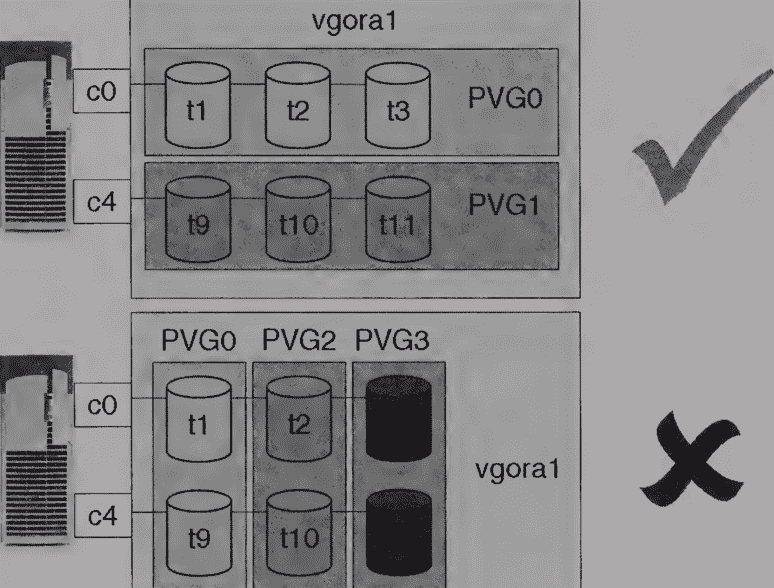 vgora1
c0 t1 t2 t3 PVG0
c4 t9 t10 t11 PVG1
PVG0 PVG2 PVG3
c0 t1 t2
vgora1
c4 t9 t10